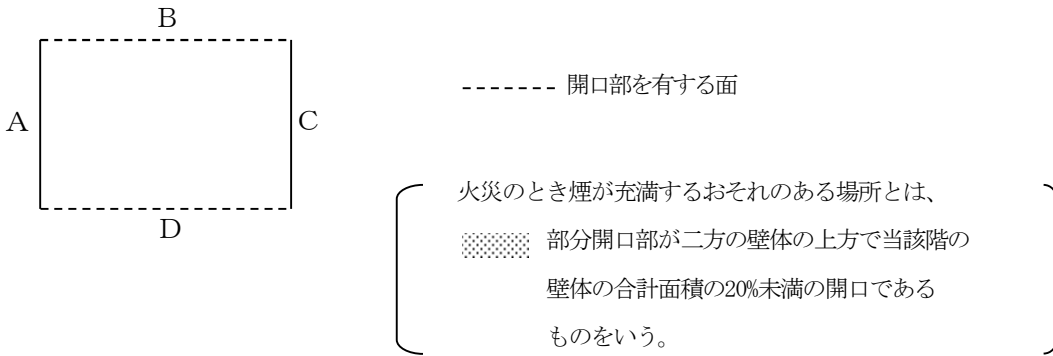 B
A
C
D
開口部を有する面
火災のとき煙が充満するおそれのある場所とは、
部分開口部が二方の壁体の上方で当該階の
壁体の合計面積の20%未満の開口である
ものをいう。